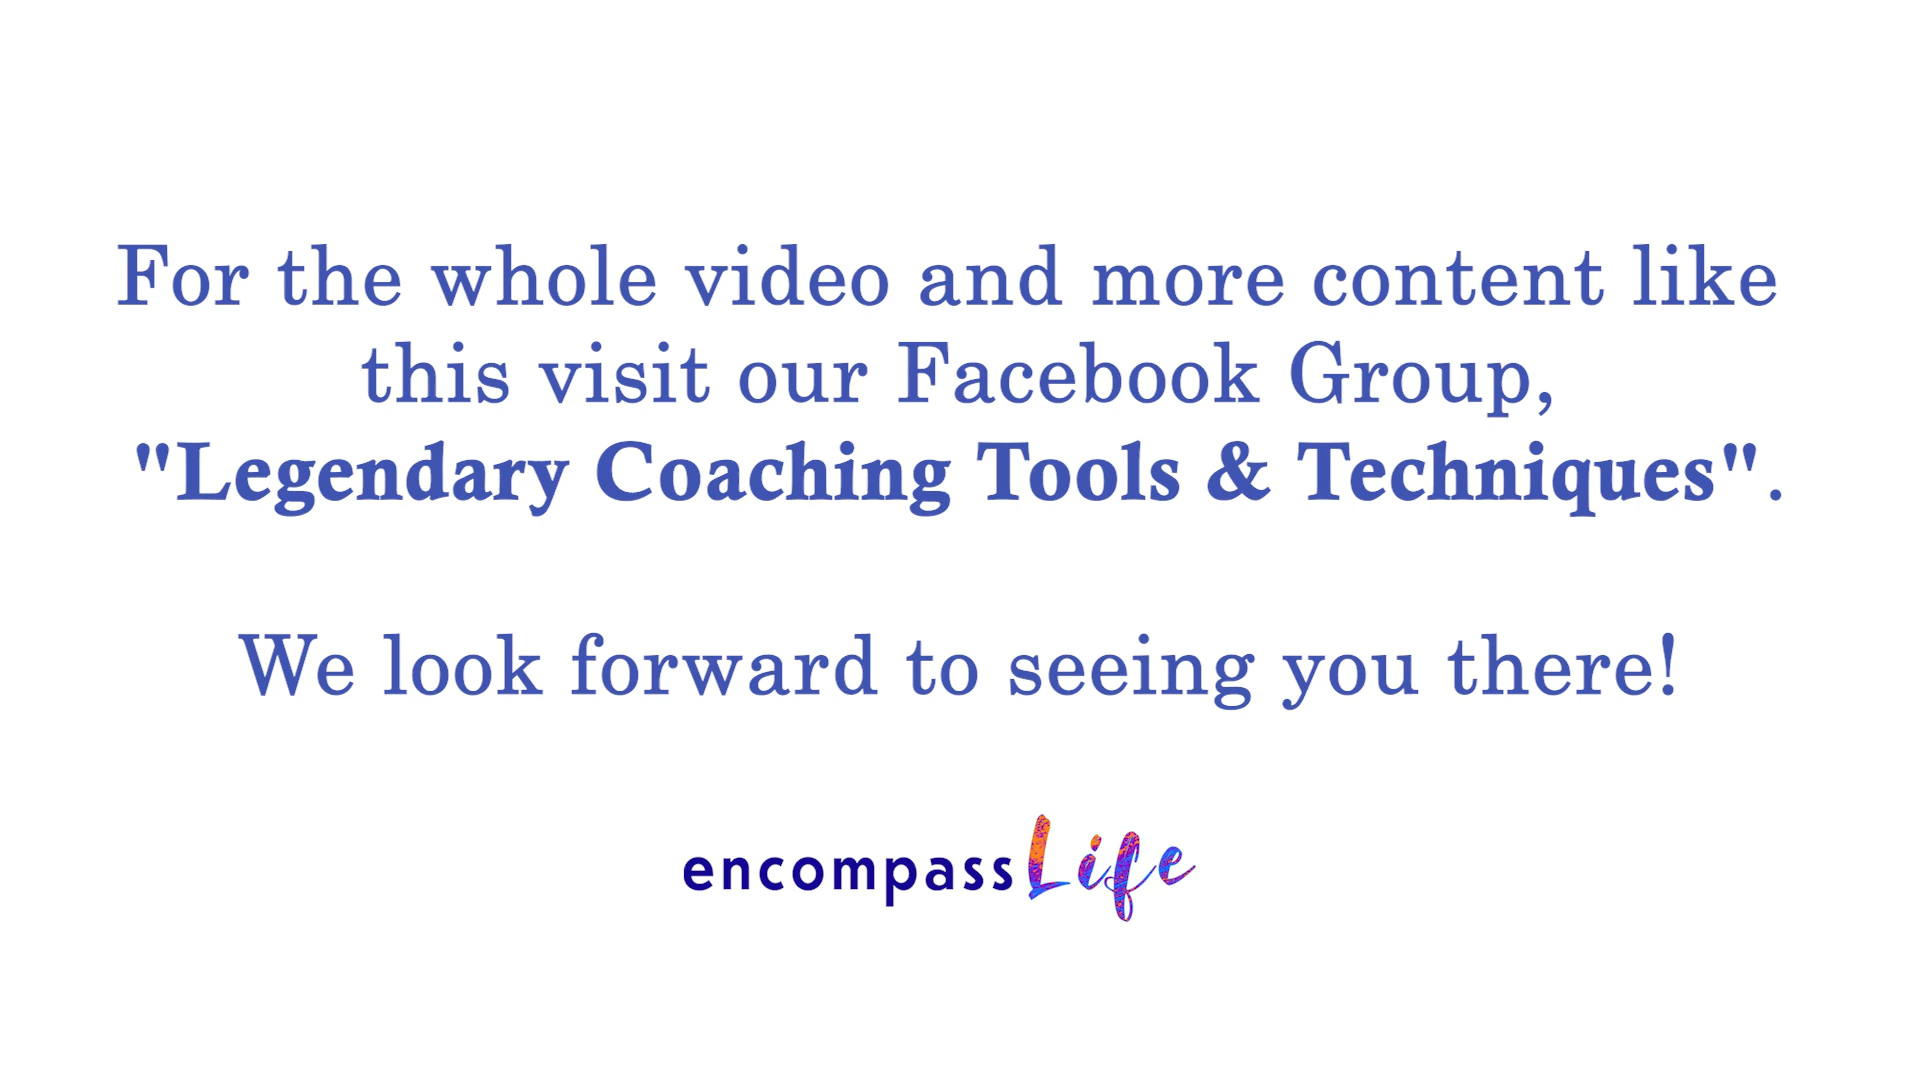 For the whole video and more content like
this visit our Facebook Group,
"Legendary Coaching Tools & Techniques".
We look forward to seeing you there!
encompass Life